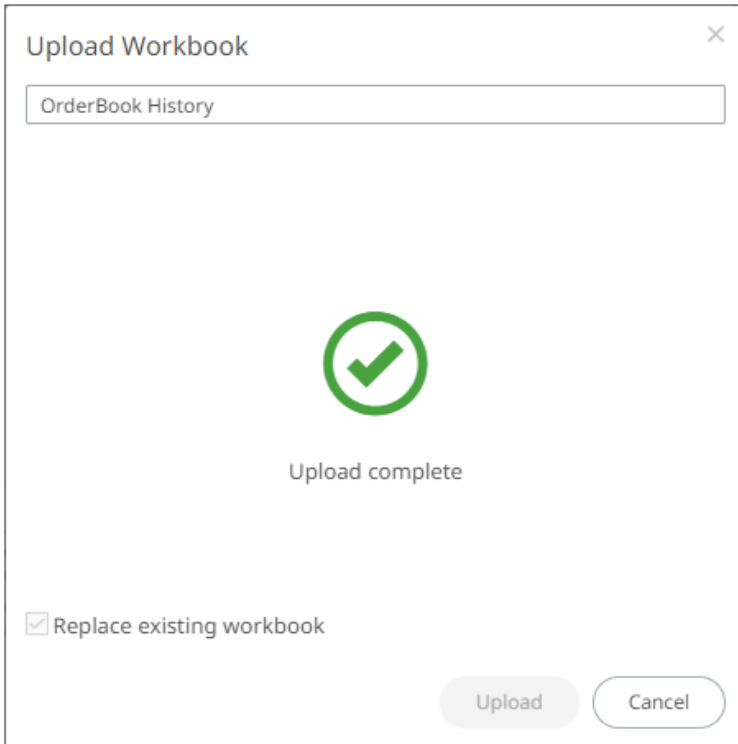 Upload Workbook
OrderBook History
Upload complete
Replace existing workbook
Upload
Cancel